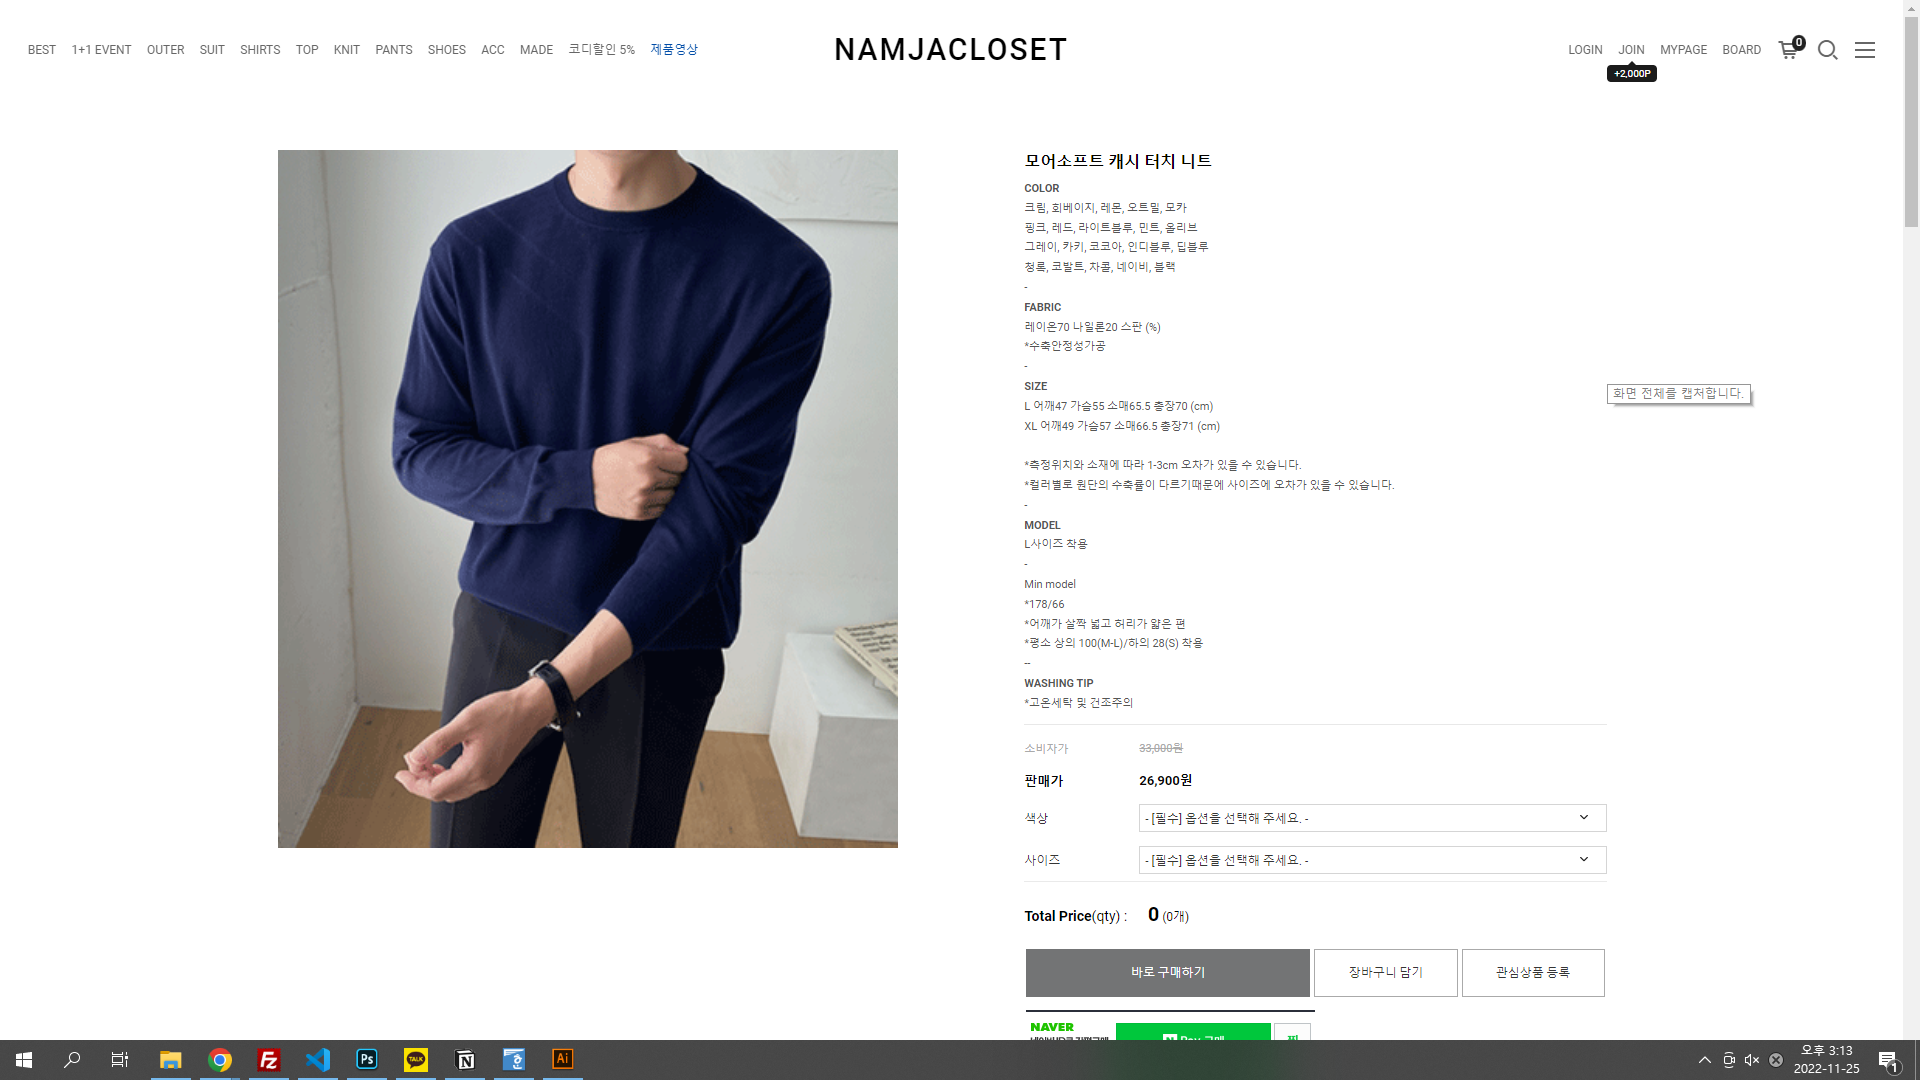 BEST 1+1 EVENT OUTER SUIT SHIRTS TOP KNIT PANTS SHOES ACC MADE 코디할인 5% 제품영상
NAMJACLOSET
LOGIN JOIN MYPAGE BOARD 0
+2,000P
모어소프트 캐시 터치 니트
COLOR
크림, 회베이지, 레몬, 오트밀, 모카
핑크, 레드, 라이트블루, 민트, 올리브
그레이, 카키, 코코아, 인디블루, 딥블루
청록, 코발트, 차콜, 네이비, 블랙
-
FABRIC
레이온70 나일론20 스판 (%)
*수축안정성가공
-
SIZE
L 어깨47 가슴55 소매65.5 총장70 (cm)
XL 어깨49 가슴57 소매66.5 총장71 (cm)
*측정위치와 소재에 따라 1-3cm 오차가 있을 수 있습니다.
*컬러별로 원단의 수축률이 다르기때문에 사이즈에 오차가 있을 수 있습니다.
-
MODEL
L사이즈 착용
-
Min model
*178/66
*어깨가 살짝 넓고 허리가 얇은 편
*평소 상의 100(M-L)/하의 28(S) 착용
--
WASHING TIP
*고온세탁 및 건조주의
소비자가 33,000원
판매가 26,900원
색상 - [필수] 옵션을 선택해 주세요. -
사이즈 - [필수] 옵션을 선택해 주세요. -
Total Price(qty) : 0 (0개)
바로 구매하기 장바구니 담기 관심상품 등록
NAVER
화면 전체를 캡처합니다.
Fz Ps TALK N Ai
오후 3:13
2022-11-25
1